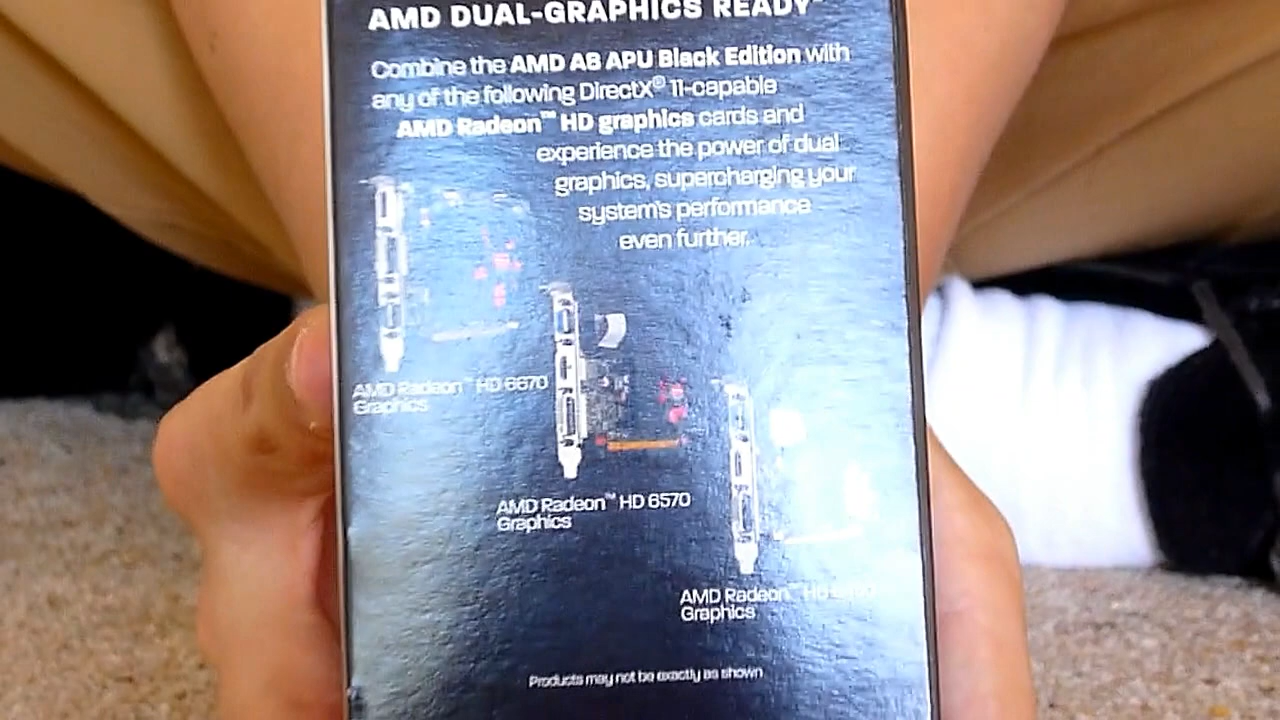 AMD DUAL-GRAPHICS READY
Combine the AMD A8 APU Black Edition with
any of the following DirectX® 11-capable
AMD Radeon™ HD graphics cards and
experience the power of dual
graphics, supercharging your
system's performance
even further.
AMD Radeon™ HD 6670
Graphics
AMD Radeon™ HD 6570
Graphics
AMD Radeon™ HD
Graphics
Products may not be exactly as shown